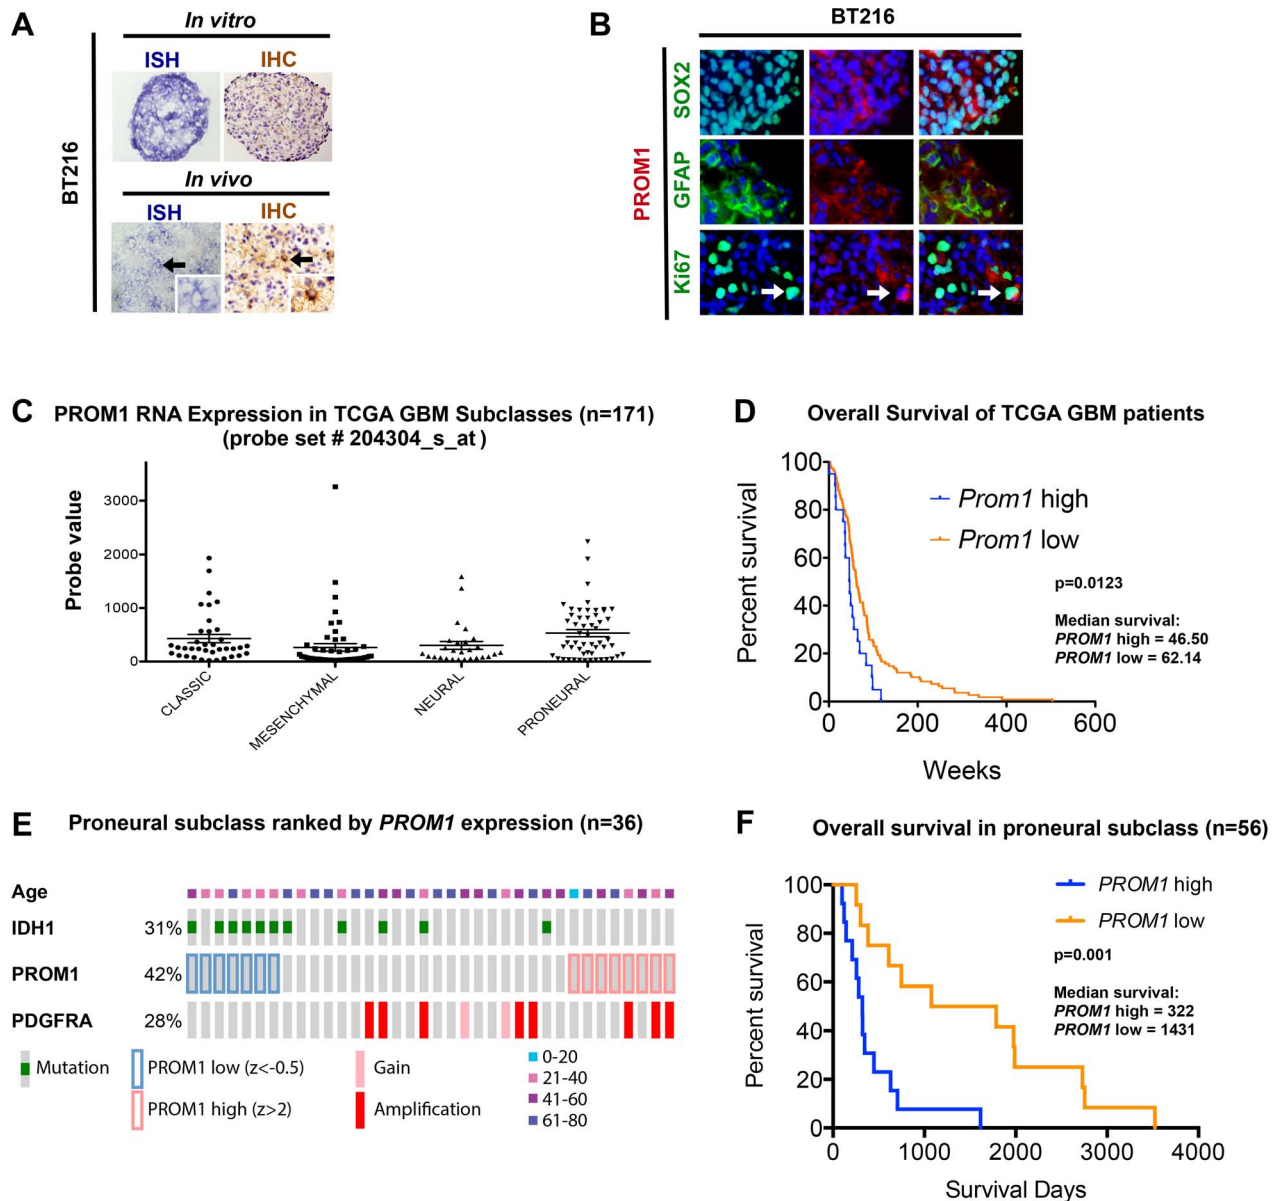 A
In vitro
ISH
IHC
BT216
In vivo
ISH
IHC
B
BT216
PROM1
SOX2
GFAP
Ki67
C
PROM1 RNA Expression in TCGA GBM Subclasses (n=171)
(probe set # 204304_s_at )
Probe value
3000
2000
1000
0
CLASSIC
MESENCHYMAL
NEURAL
PRONEURAL
D
Overall Survival of TCGA GBM patients
Percent survival
100
80
60
40
20
0
0 200 400 600
Weeks
Prom1 high
Prom1 low
p=0.0123
Median survival:
PROM1 high = 46.50
PROM1 low = 62.14
E
Proneural subclass ranked by PROM1 expression (n=36)
Age
IDH1 31%
PROM1 42%
PDGFRA 28%
Mutation
PROM1 low (z<-0.5)
PROM1 high (z>2)
Gain
Amplification
0-20
21-40
41-60
61-80
F
Overall survival in proneural subclass (n=56)
Percent survival
100
80
60
40
20
0
0 1000 2000 3000 4000
Survival Days
PROM1 high
PROM1 low
p=0.001
Median survival:
PROM1 high = 322
PROM1 low = 1431